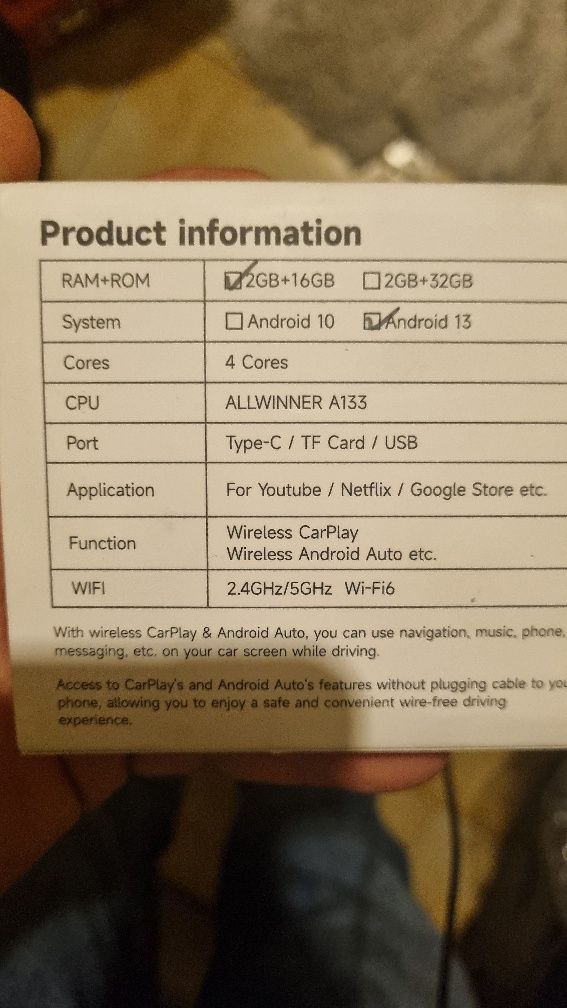 Product information
RAM+ROM 2GB+16GB 2GB+32GB
System Android 10 Android 13
Cores 4 Cores
CPU ALLWINNER A133
Port Type-C / TF Card / USB
Application For Youtube / Netflix / Google Store etc.
Function Wireless CarPlay
Wireless Android Auto etc.
WIFI 2.4GHz/5GHz Wi-Fi6
With wireless CarPlay & Android Auto, you can use navigation, music, phone,
messaging, etc. on your car screen while driving.
Access to CarPlay's and Android Auto's features without plugging cable to
phone, allowing you to enjoy a safe and convenient wire-free driving
experience.